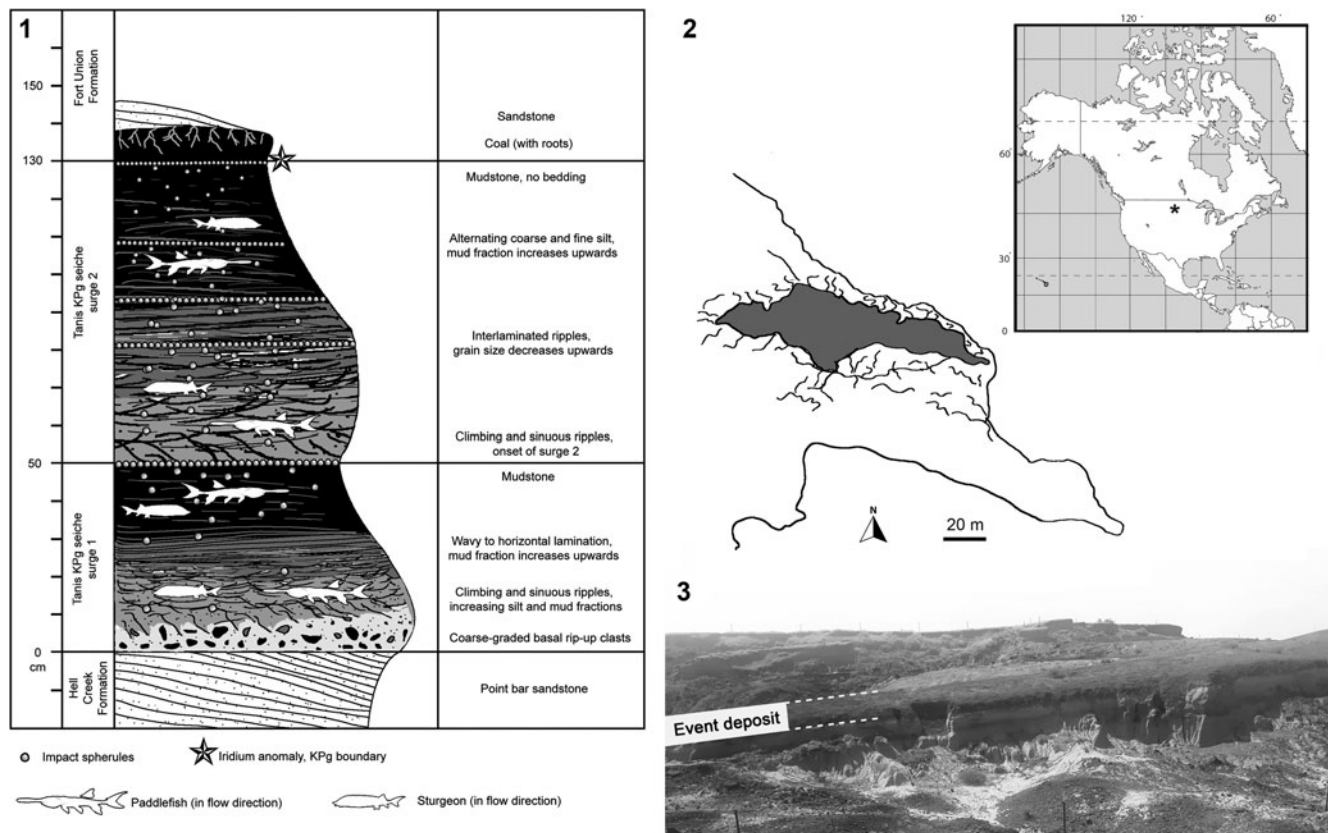 1
Fort Union
Formation
150
130
50
0
cm
Tanis KPg seiche
surge 2
Tanis KPg seiche
surge 1
Hell
Creek
Formation
Sandstone
Coal (with roots)
Mudstone, no bedding
Alternating coarse and fine silt,
mud fraction increases upwards
Interlaminated ripples,
grain size decreases upwards
Climbing and sinuous ripples,
onset of surge 2
Mudstone
Wavy to horizontal lamination,
mud fraction increases upwards
Climbing and sinuous ripples,
increasing silt and mud fractions
Coarse-graded basal rip-up clasts
Point bar sandstone
Impact spherules
Iridium anomaly, KPg boundary
Paddlefish (in flow direction)
Sturgeon (in flow direction)
2
120°
60°
60°
30°
0
*
N
20 m
3
Event deposit